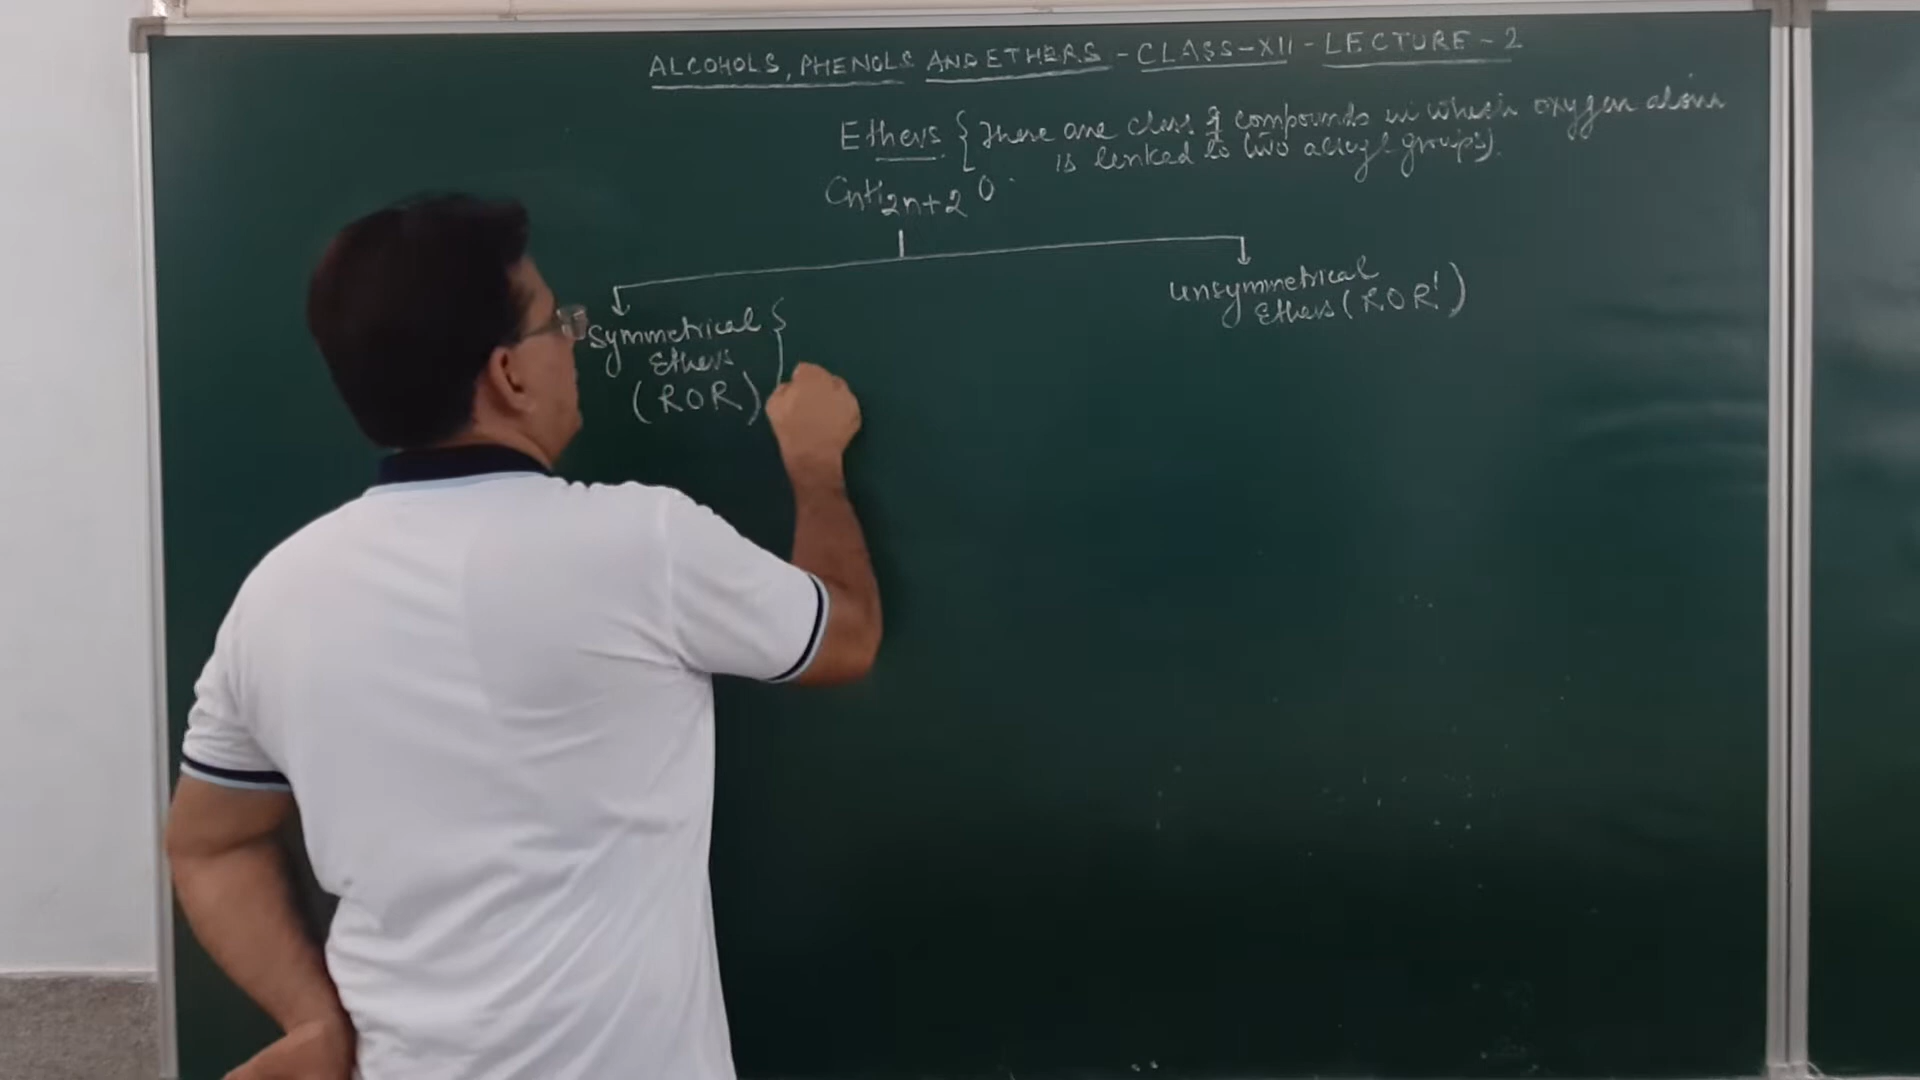 ALCOHOLS, PHENOLS AND ETHERS - CLASS-XII - LECTURE - 2
Ethers { These are class of compounds in which oxygen atom
is linked to two alkyl groups}.
CnH2n+2O
Symmetrical
Ethers
(ROR)
Unsymmetrical
Ethers (ROR')